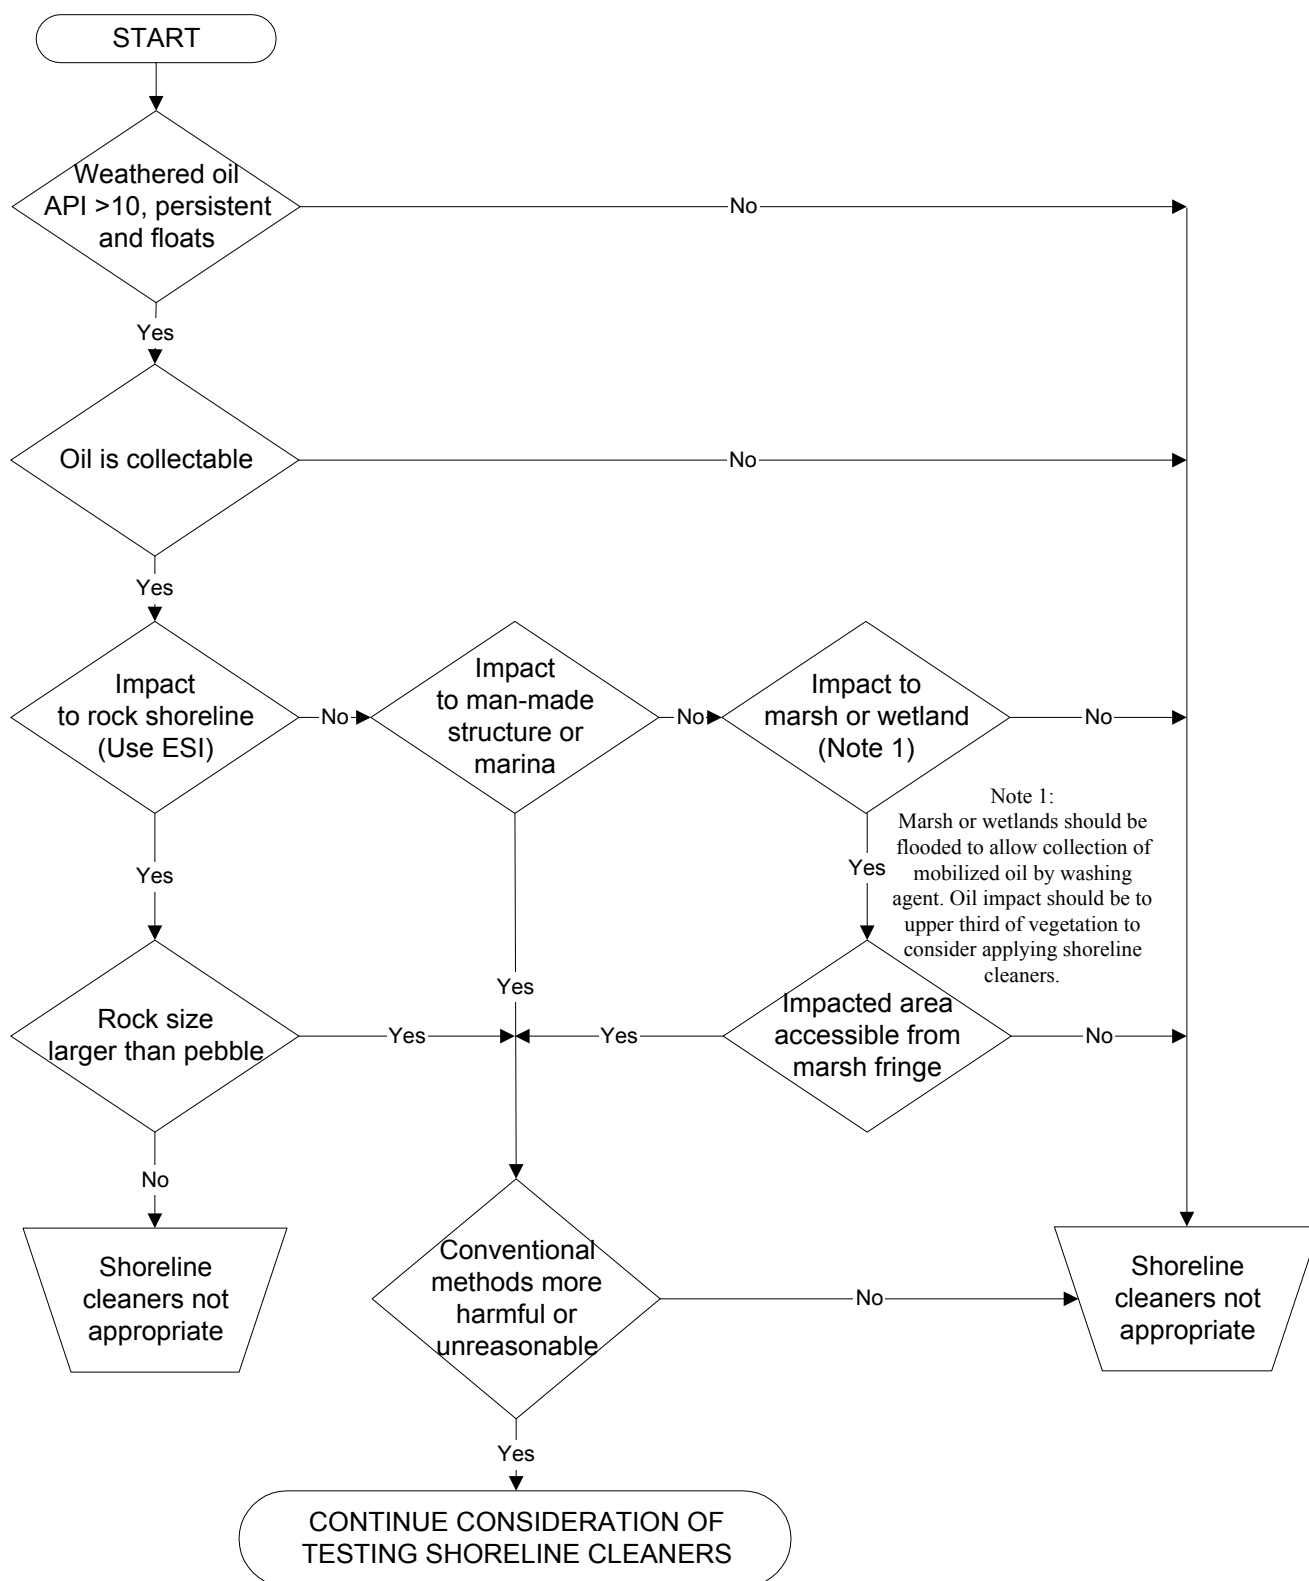 START
Weathered oil
API >10, persistent
and floats
No
Yes
Oil is collectable
No
Yes
Impact
to rock shoreline
(Use ESI)
No
Impact
to man-made
structure or
marina
No
Impact to
marsh or wetland
(Note 1)
No
Note 1:
Marsh or wetlands should be
flooded to allow collection of
mobilized oil by washing
agent. Oil impact should be to
upper third of vegetation to
consider applying shoreline
cleaners.
Yes
Yes
Yes
Rock size
larger than pebble
Yes
Yes
Impacted area
accessible from
marsh fringe
No
No
Shoreline
cleaners not
appropriate
Conventional
methods more
harmful or
unreasonable
No
Shoreline
cleaners not
appropriate
Yes
CONTINUE CONSIDERATION OF
TESTING SHORELINE CLEANERS